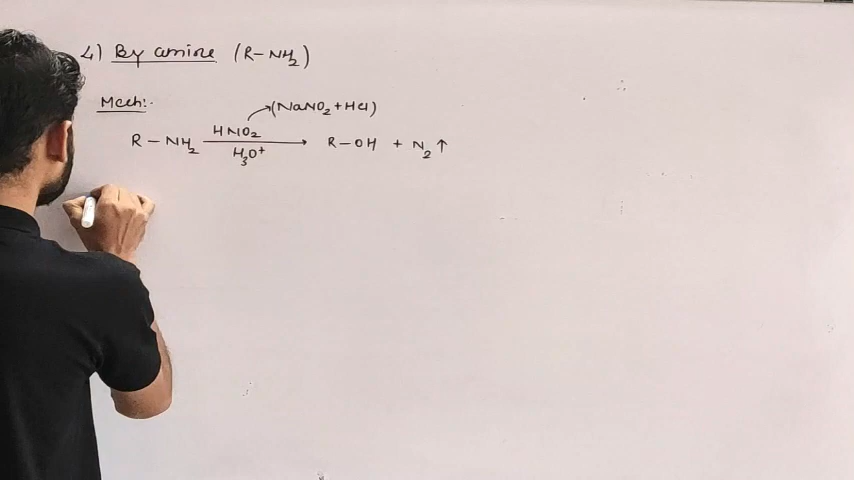 4) By amine (R-NH2)
Mech:-
(NaNO2+HCl)
R-NH2 HNO2 H3O+ → R-OH + N2 ↑